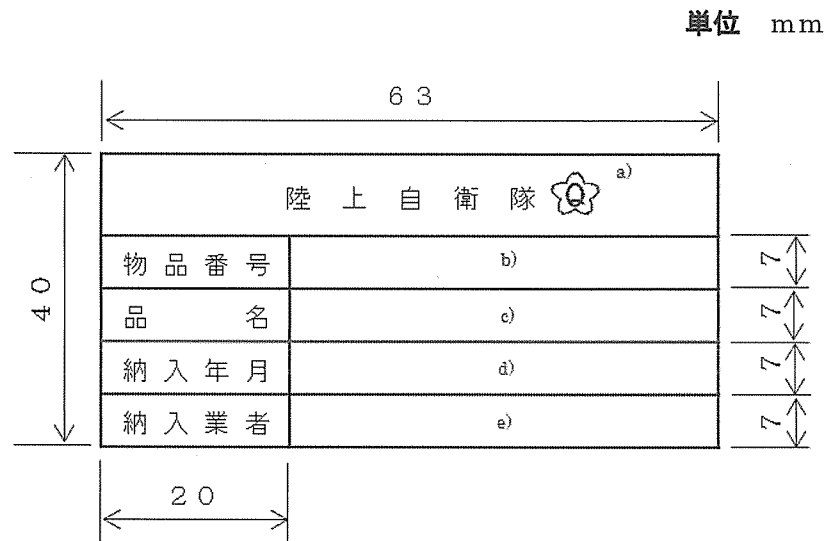 単位 mm
63
陸上自衛隊 Q a)
40
物品番号 b) 7
品名 c) 7
納入年月 d) 7
納入業者 e) 7
20